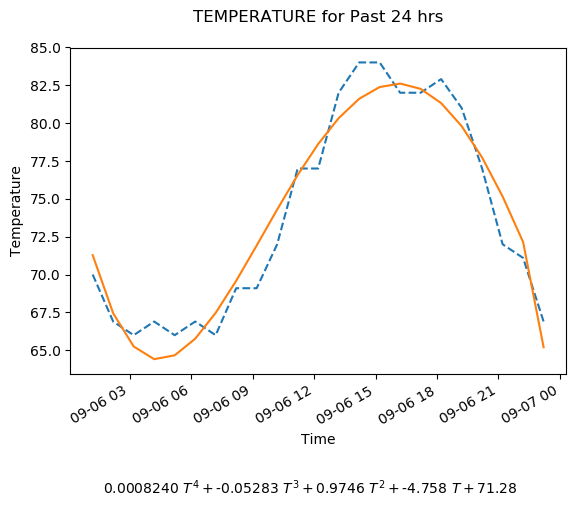 TEMPERATURE for Past 24 hrs
85.0
82.5
80.0
77.5
75.0
72.5
70.0
67.5
65.0
Temperature
09-06 03 09-06 06 09-06 09 09-06 12 09-06 15 09-06 18 09-06 21 09-07 00
Time
0.0008240 T⁴ + -0.05283 T³ + 0.9746 T² + -4.758 T + 71.28